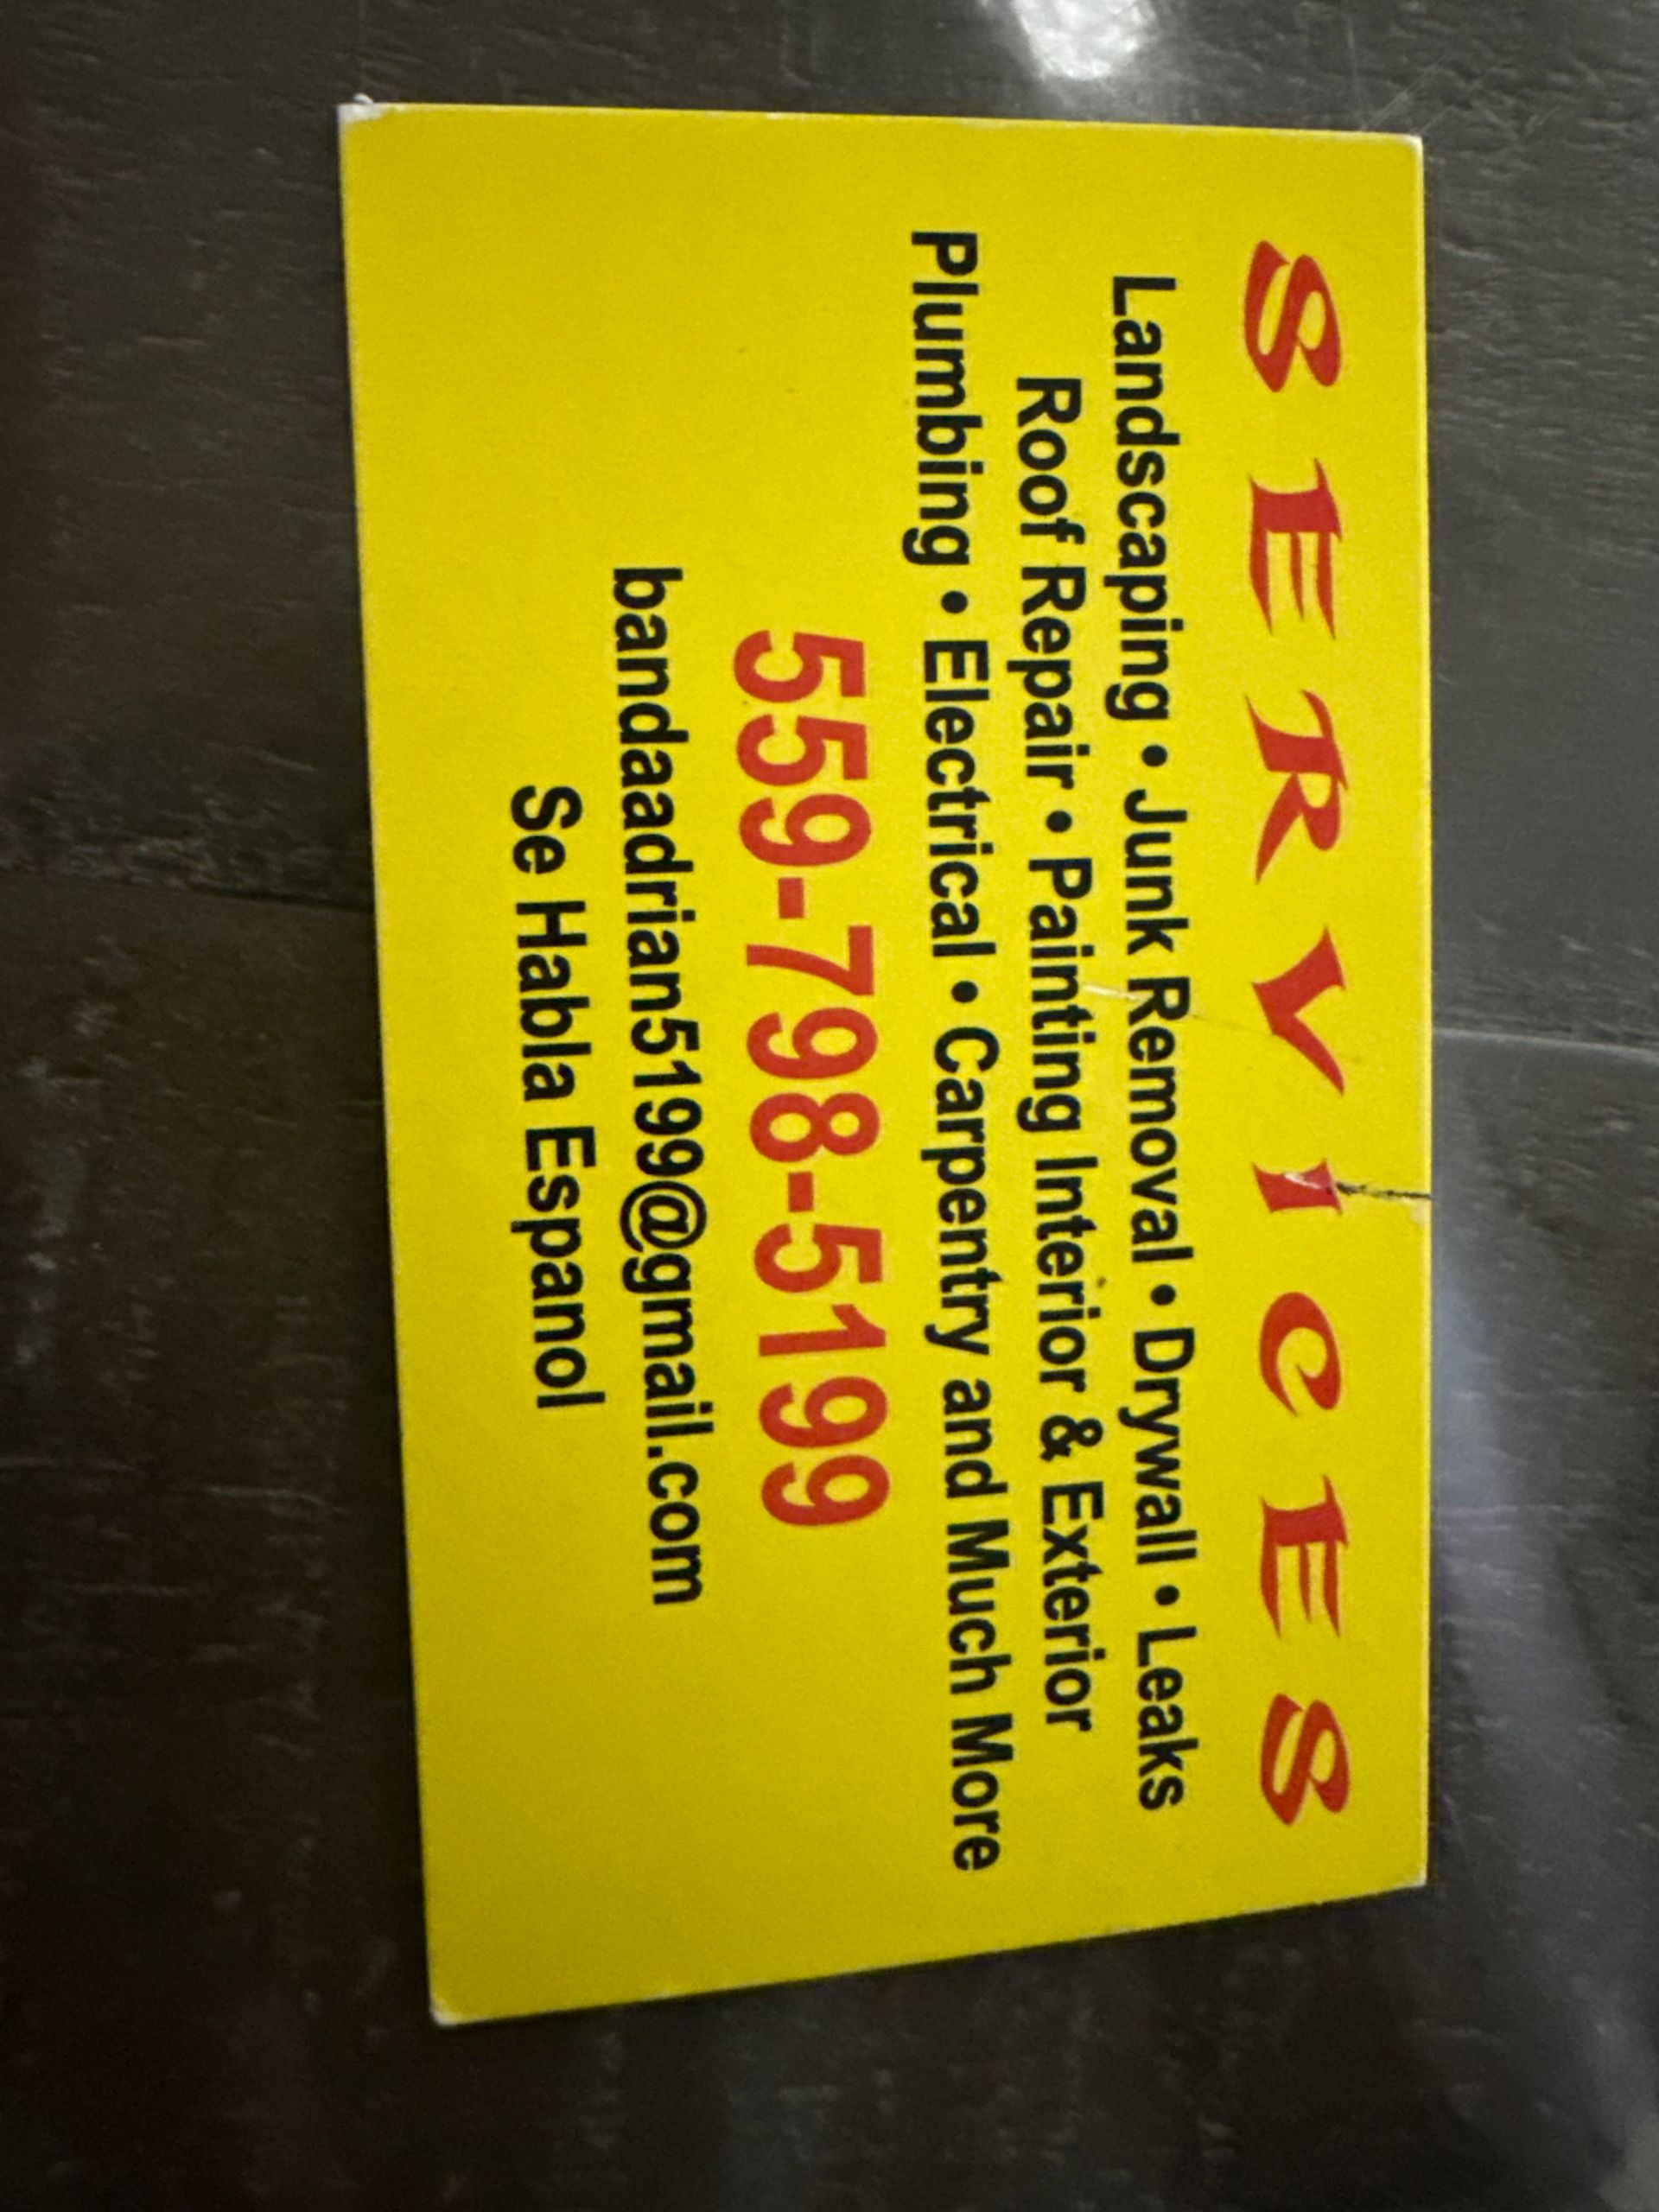 SERVICES
Landscaping • Junk Removal • Drywall • Leaks
Roof Repair • Painting Interior & Exterior
Plumbing • Electrical • Carpentry and Much More
559-798-5199
bandaadrian5199@gmail.com
Se Habla Espanol